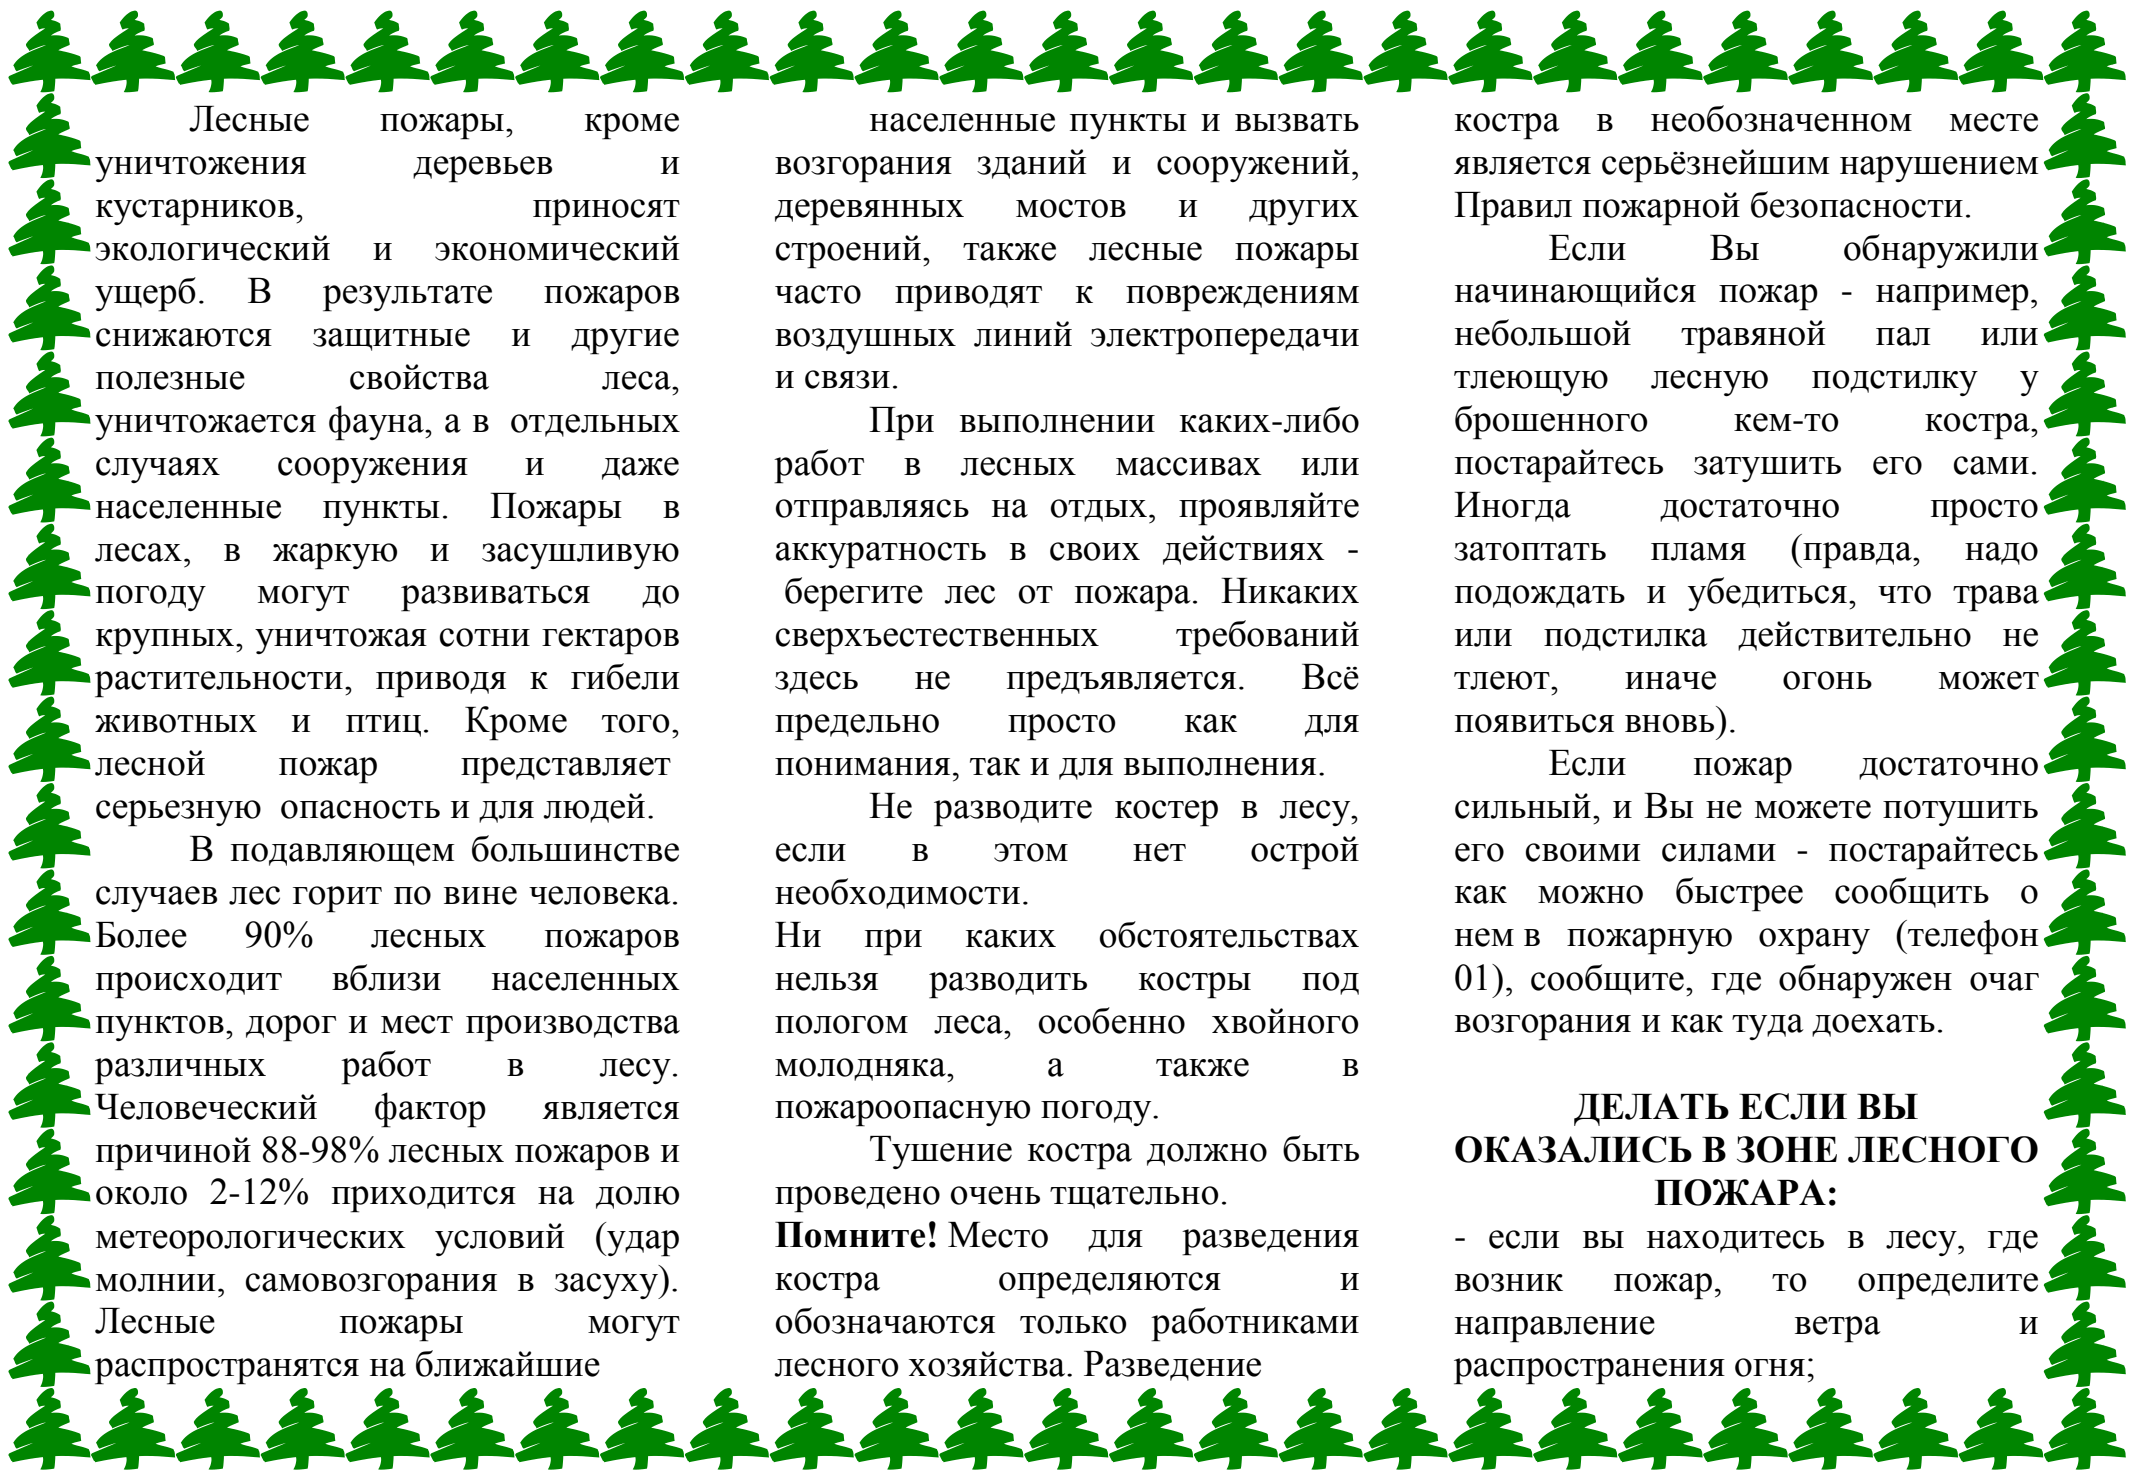 Лесные пожары, кроме
уничтожения деревьев и
кустарников, приносят
экологический и экономический
ущерб. В результате пожаров
снижаются защитные и другие
полезные свойства леса,
уничтожается фауна, а в отдельных
случаях сооружения и даже
населенные пункты. Пожары в
лесах, в жаркую и засушливую
погоду могут развиваться до
крупных, уничтожая сотни гектаров
растительности, приводя к гибели
животных и птиц. Кроме того,
лесной пожар представляет
серьезную опасность и для людей.
В подавляющем большинстве
случаев лес горит по вине человека.
Более 90% лесных пожаров
происходит вблизи населенных
пунктов, дорог и мест производства
различных работ в лесу.
Человеческий фактор является
причиной 88-98% лесных пожаров и
около 2-12% приходится на долю
метеорологических условий (удар
молнии, самовозгорания в засуху).
Лесные пожары могут
распространятся на ближайшие
населенные пункты и вызвать
возгорания зданий и сооружений,
деревянных мостов и других
строений, также лесные пожары
часто приводят к повреждениям
воздушных линий электропередачи
и связи.
При выполнении каких-либо
работ в лесных массивах или
отправляясь на отдых, проявляйте
аккуратность в своих действиях -
берегите лес от пожара. Никаких
сверхъестественных требований
здесь не предъявляется. Всё
предельно просто как для
понимания, так и для выполнения.
Не разводите костер в лесу,
если в этом нет острой
необходимости.
Ни при каких обстоятельствах
нельзя разводить костры под
пологом леса, особенно хвойного
молодняка, а также в
пожароопасную погоду.
Тушение костра должно быть
проведено очень тщательно.
Помните! Место для разведения
костра определяются и
обозначаются только работниками
лесного хозяйства. Разведение
костра в необозначенном месте
является серьёзнейшим нарушением
Правил пожарной безопасности.
Если Вы обнаружили
начинающийся пожар - например,
небольшой травяной пал или
тлеющую лесную подстилку у
брошенного кем-то костра,
постарайтесь затушить его сами.
Иногда достаточно просто
затоптать пламя (правда, надо
подождать и убедиться, что трава
или подстилка действительно не
тлеют, иначе огонь может
появиться вновь).
Если пожар достаточно
сильный, и Вы не можете потушить
его своими силами - постарайтесь
как можно быстрее сообщить о
нем в пожарную охрану (телефон
01), сообщите, где обнаружен очаг
возгорания и как туда доехать.
ДЕЛАТЬ ЕСЛИ ВЫ
ОКАЗАЛИСЬ В ЗОНЕ ЛЕСНОГО
ПОЖАРА:
- если вы находитесь в лесу, где
возник пожар, то определите
направление ветра и
распространения огня;